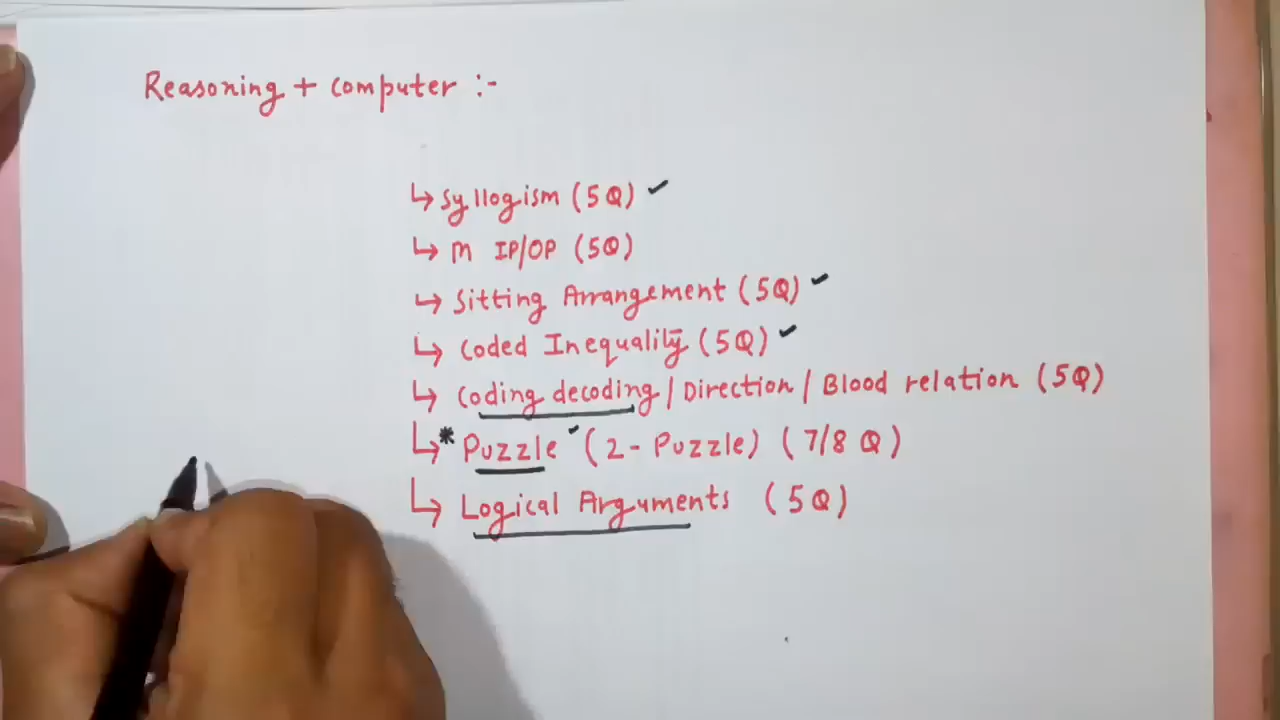 Reasoning + computer :-
↳ Syllogism (5Q) ✓
↳ M IP/OP (5Q)
↳ Sitting Arrangement (5Q) ✓
↳ Coded Inequality (5Q) ✓
↳ Coding decoding / Direction / Blood relation (5Q)
↳ * Puzzle ✓ (2 - Puzzle) (7/8 Q)
↳ Logical Arguments (5Q)